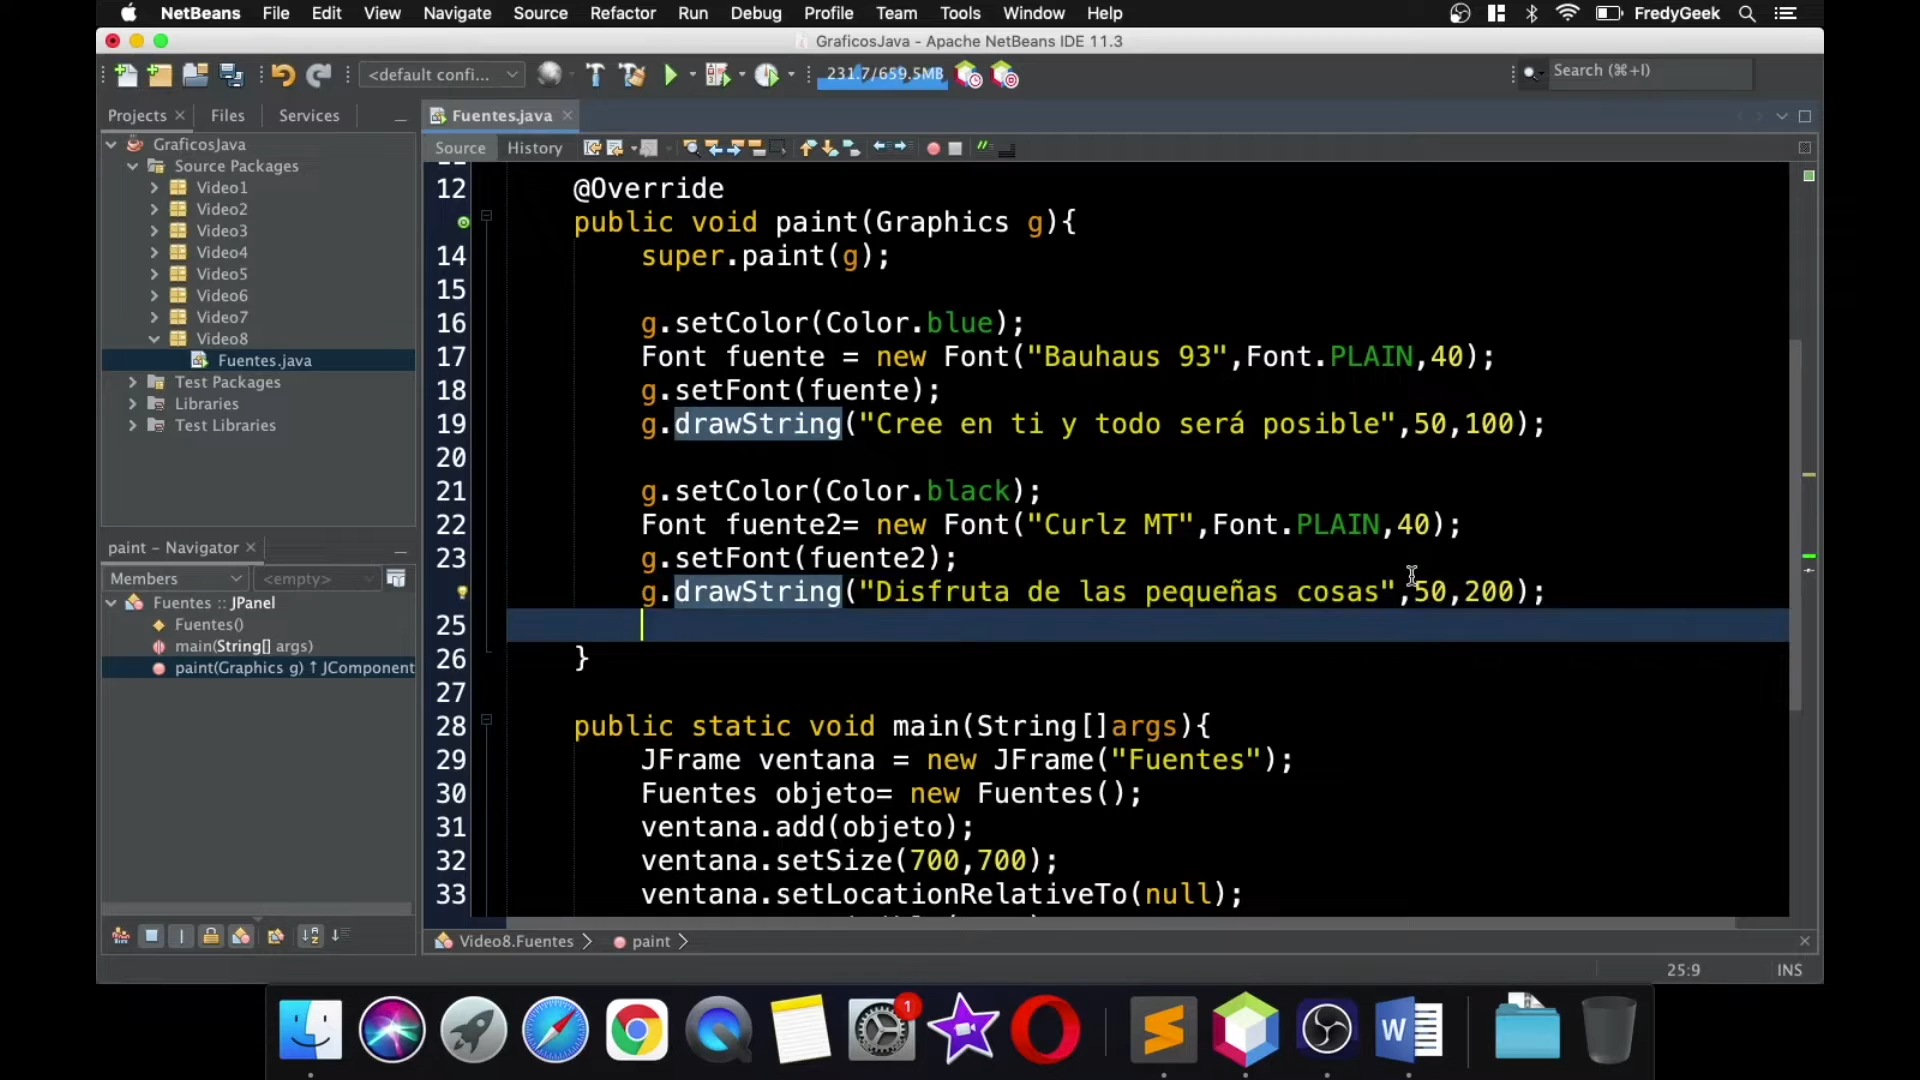 NetBeans File Edit View Navigate Source Refactor Run Debug Profile Team Tools Window Help FredyGeek
GraficosJava - Apache NetBeans IDE 11.3
<default confi... 231.7/659.5MB Search (⌘+I)
Projects Files Services Fuentes.java
Source History
GraficosJava
Source Packages
Video1
Video2
Video3
Video4
Video5
Video6
Video7
Video8
Fuentes.java
Test Packages
Libraries
Test Libraries
paint - Navigator
Members <empty>
Fuentes :: JPanel
Fuentes()
main(String[] args)
paint(Graphics g) ↑ JComponent
12 @Override
public void paint(Graphics g){
14 super.paint(g);
15
16 g.setColor(Color.blue);
17 Font fuente = new Font("Bauhaus 93",Font.PLAIN,40);
18 g.setFont(fuente);
19 g.drawString("Cree en ti y todo será posible",50,100);
20
21 g.setColor(Color.black);
22 Font fuente2= new Font("Curlz MT",Font.PLAIN,40);
23 g.setFont(fuente2);
g.drawString("Disfruta de las pequeñas cosas",50,200);
25
26 }
27
28 public static void main(String[]args){
29 JFrame ventana = new JFrame("Fuentes");
30 Fuentes objeto= new Fuentes();
31 ventana.add(objeto);
32 ventana.setSize(700,700);
33 ventana.setLocationRelativeTo(null);
Video8.Fuentes paint
25:9 INS
1
W